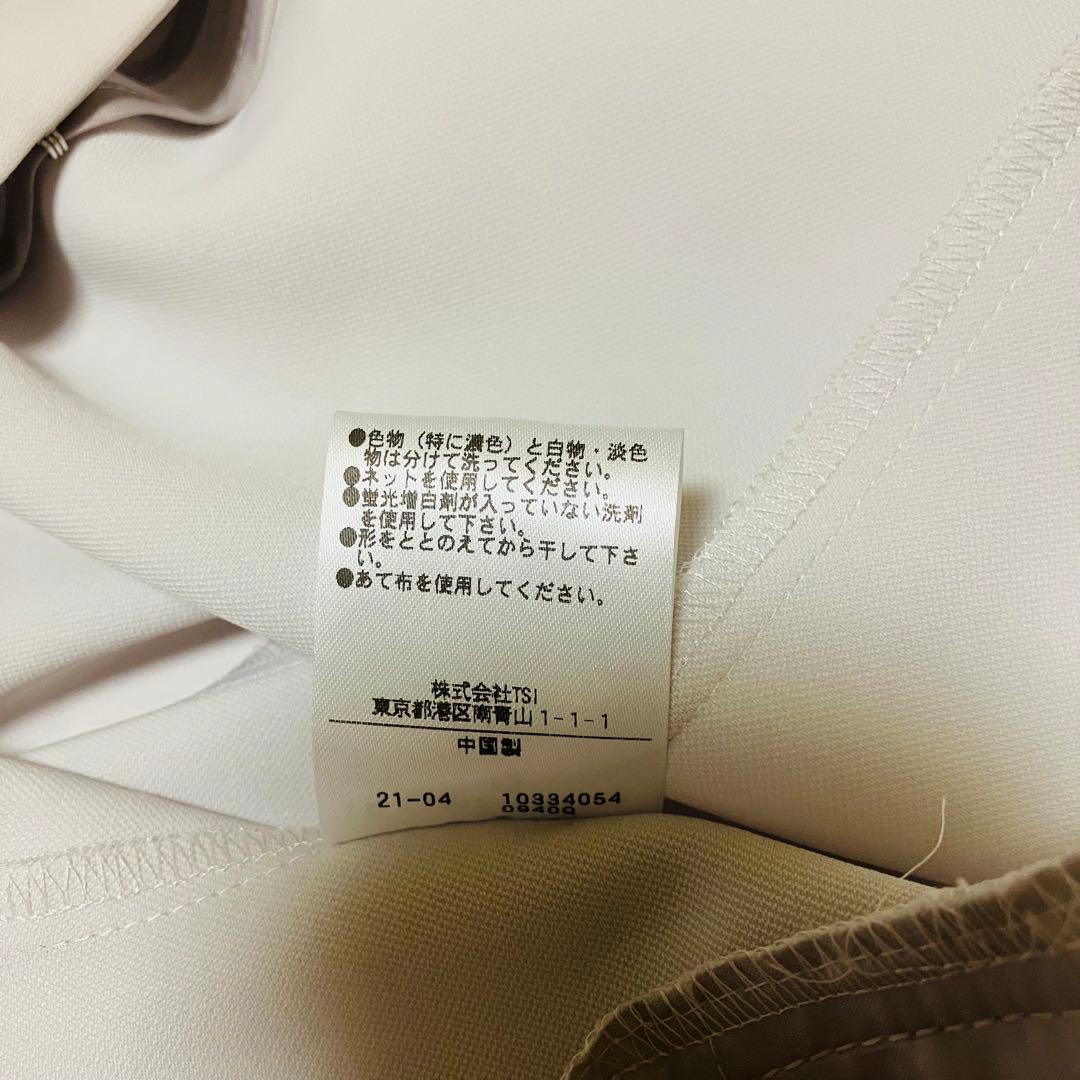 ●色物（特に濃色）と白物・淡色
物は分けて洗ってください。
●ネットを使用してください。
●蛍光増白剤が入っていない洗剤
を使用して下さい。
●形をととのえてから干して下さ
い。
●あて布を使用してください。
株式会社TSI
東京都港区南青山1-1-1
中国製
21-04 10334054